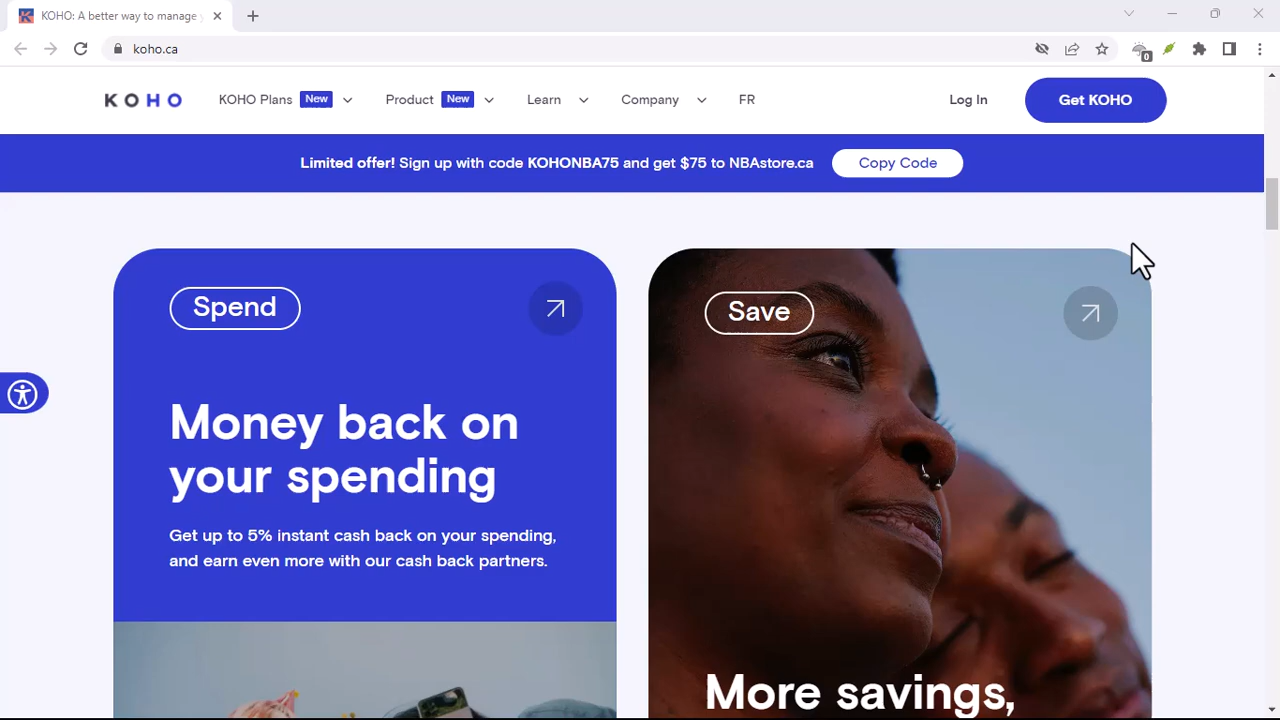 KOHO: A better way to manage
koho.ca
0
KOHO
KOHO Plans New
Product New
Learn
Company
FR
Log In
Get KOHO
Limited offer! Sign up with code KOHONBA75 and get $75 to NBAstore.ca
Copy Code
Spend
Money back on
your spending
Get up to 5% instant cash back on your spending,
and earn even more with our cash back partners.
Save
More savings,